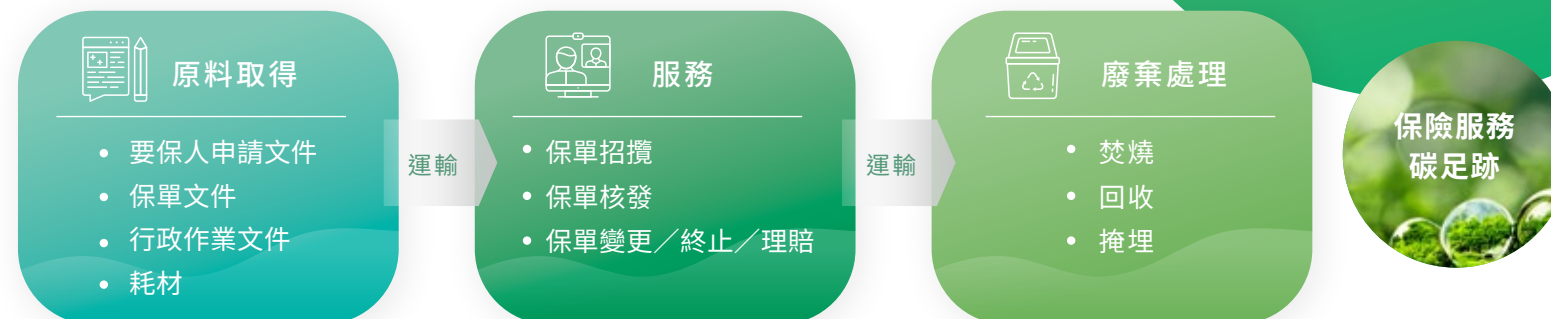 原料取得
要保人申請文件
保單文件
行政作業文件
耗材
運輸
服務
保單招攬
保單核發
保單變更／終止／理賠
運輸
廢棄處理
焚燒
回收
掩埋
保險服務
碳足跡